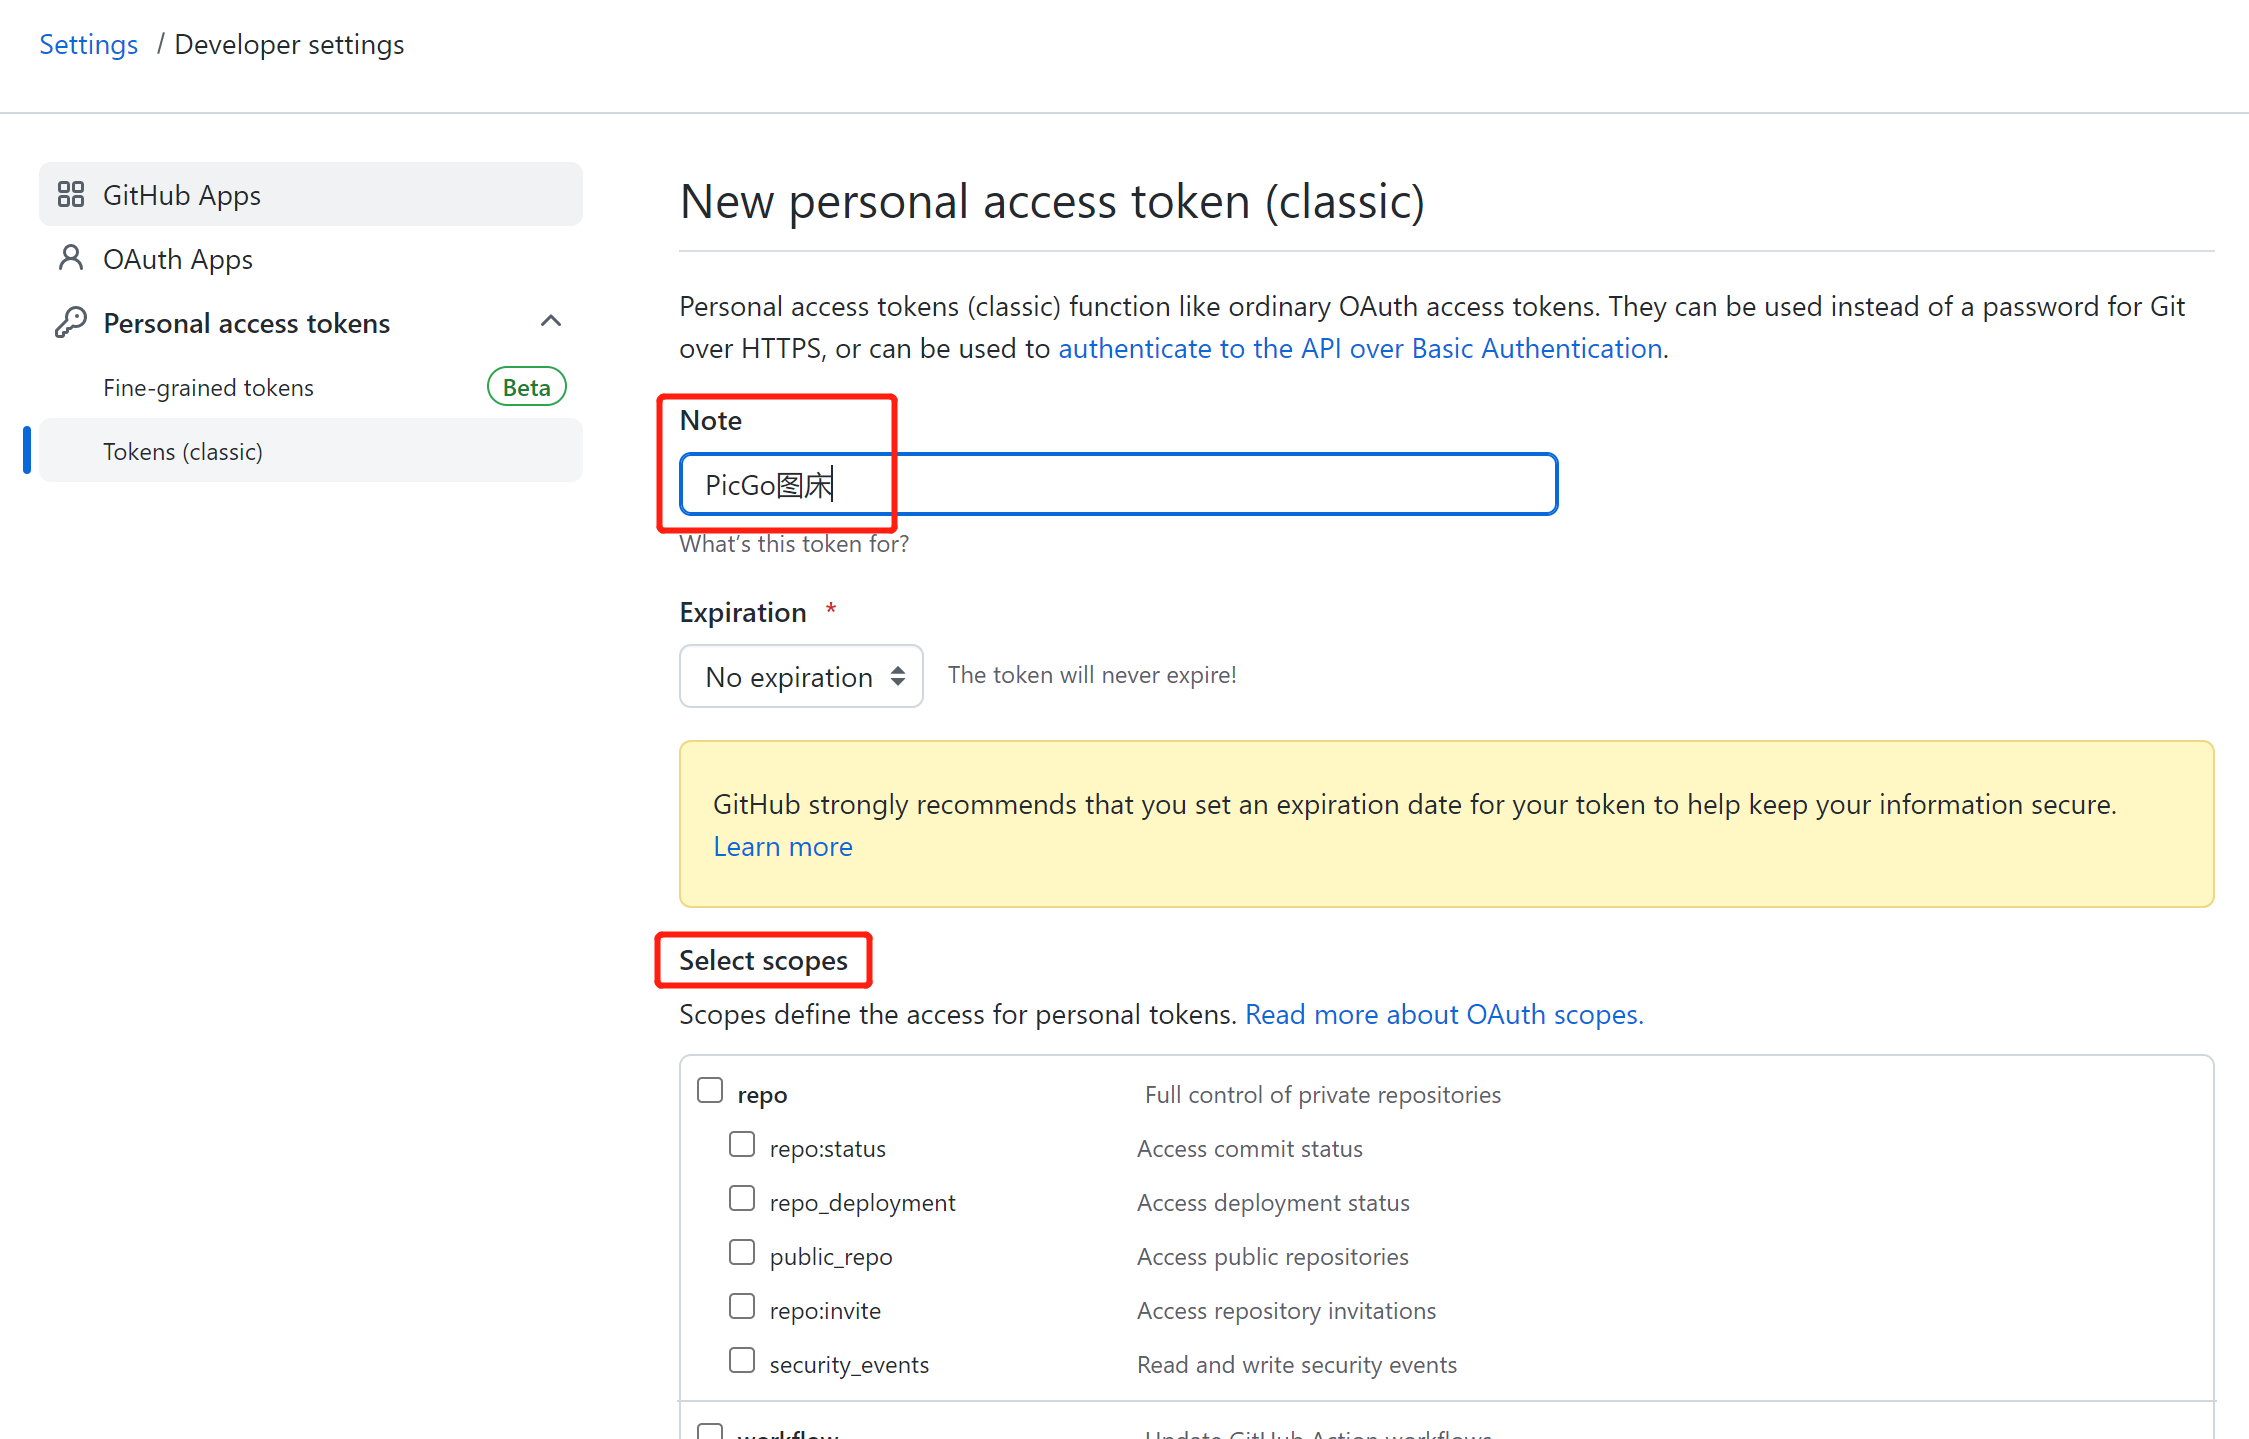 Settings / Developer settings
GitHub Apps
OAuth Apps
Personal access tokens
Fine-grained tokens Beta
Tokens (classic)
New personal access token (classic)
Personal access tokens (classic) function like ordinary OAuth access tokens. They can be used instead of a password for Git
over HTTPS, or can be used to authenticate to the API over Basic Authentication.
Note
PicGo图床
What's this token for?
Expiration *
No expiration The token will never expire!
GitHub strongly recommends that you set an expiration date for your token to help keep your information secure.
Learn more
Select scopes
Scopes define the access for personal tokens. Read more about OAuth scopes.
repo Full control of private repositories
repo:status Access commit status
repo_deployment Access deployment status
public_repo Access public repositories
repo:invite Access repository invitations
security_events Read and write security events
workflow Update GitHub Action workflows